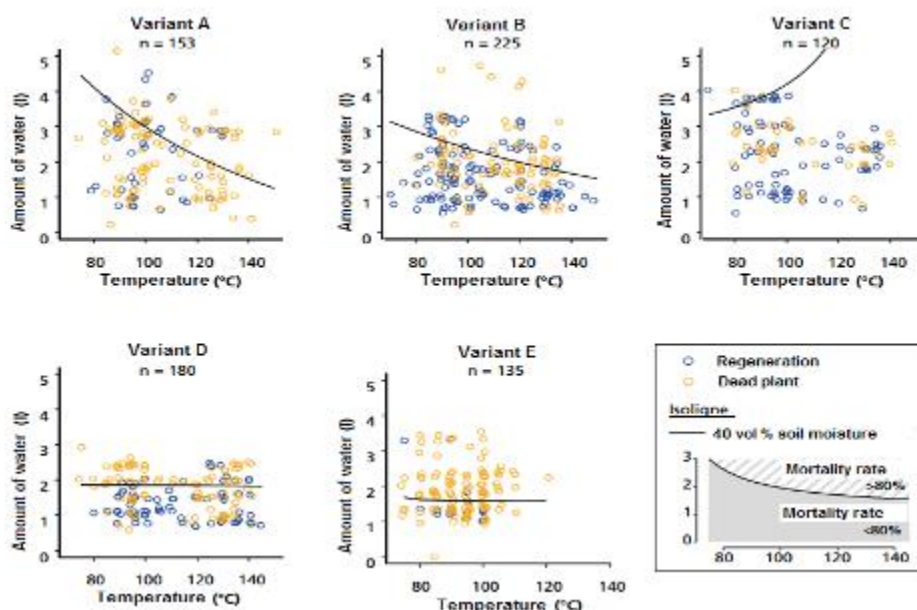 Variant A
n = 153
Amount of water (l)
5
4
3
2
1
0
80 100 120 140
Temperature (°C)
Variant B
n = 225
Amount of water (l)
5
4
3
2
1
0
80 100 120 140
Temperature (°C)
Variant C
n = 120
Amount of water (l)
5
4
3
2
1
0
80 100 120 140
Temperature (°C)
Variant D
n = 180
Amount of water (l)
5
4
3
2
1
0
80 100 120 140
Temperature (°C)
Variant E
n = 135
Amount of water (l)
5
4
3
2
1
0
80 100 120 140
Temperature (°C)
Regeneration
Dead plant
Isoligne
40 vol % soil moisture
3
2
1
0
Mortality rate
>80%
Mortality rate
<80%
80 100 120 140